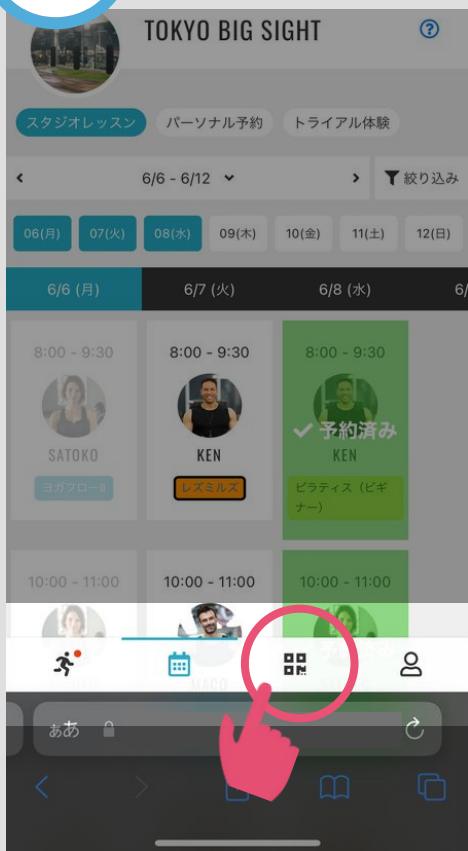 TOKYO BIG SIGHT
スタジオレッスン パーソナル予約 トライアル体験
6/6 - 6/12 絞り込み
06(月) 07(火) 08(水) 09(木) 10(金) 11(土) 12(日)
6/6 (月) 6/7 (火) 6/8 (水) 6/
8:00 - 9:30 8:00 - 9:30 8:00 - 9:30
予約済み
SATOKO KEN KEN
レズミルズ ピラティス（ビギ
ナー）
10:00 - 11:00 10:00 - 11:00 10:00 - 11:00
MACO
ぁあ